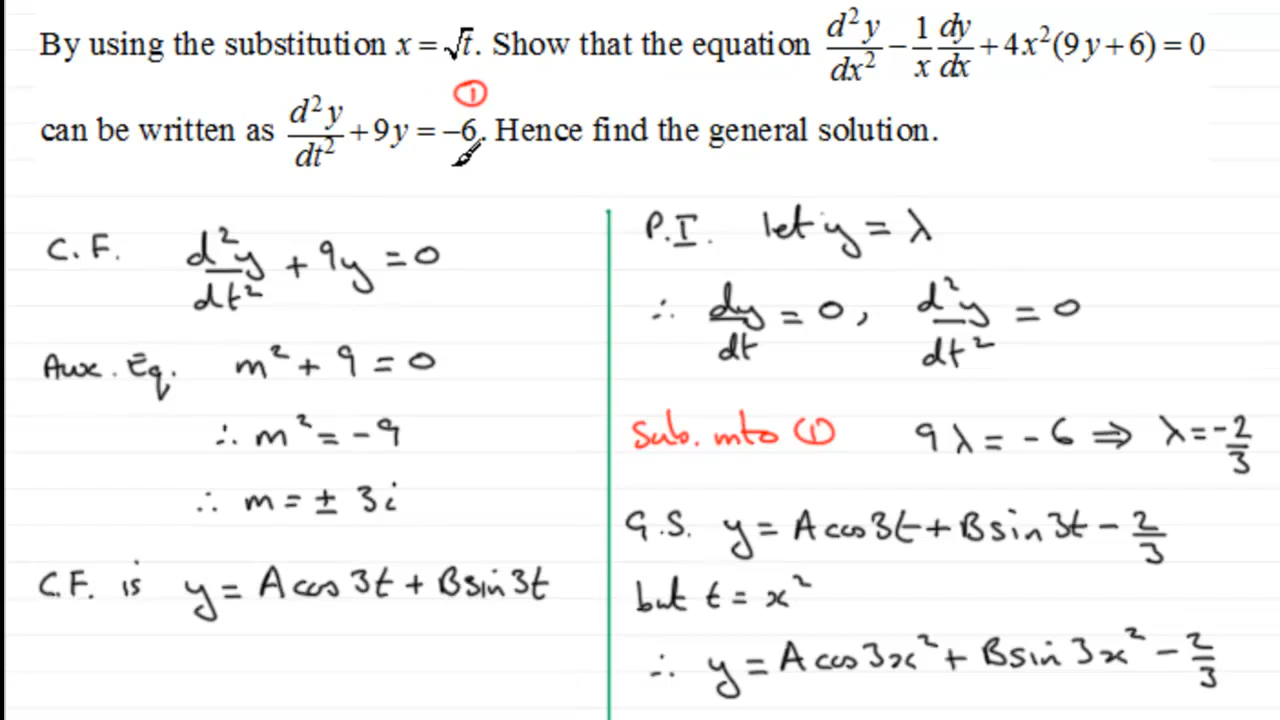 By using the substitution x = √t. Show that the equation d²y/dx² − 1/x dy/dx + 4x²(9y + 6) = 0
①
can be written as d²y/dt² + 9y = −6. Hence find the general solution.
C.F. d²y/dt² + 9y = 0
Aux. Eq. m² + 9 = 0
∴ m² = −9
∴ m = ± 3i
C.F. is y = A cos 3t + B sin 3t
P.I. let y = λ
∴ dy/dt = 0, d²y/dt² = 0
Sub. into ① 9λ = −6 ⇒ λ = −2/3
G.S. y = A cos 3t + B sin 3t − 2/3
but t = x²
∴ y = A cos 3x² + B sin 3x² − 2/3